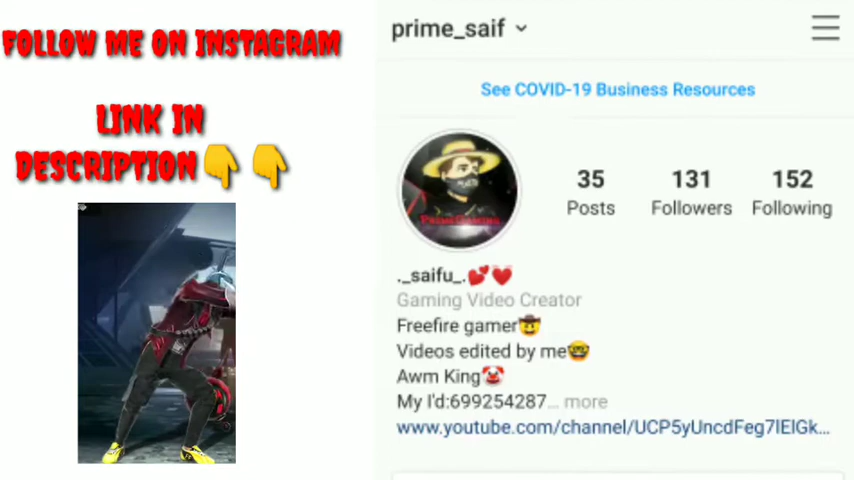 FOLLOW ME ON INSTAGRAM
LINK IN
DESCRIPTION👇👇
prime_saif
See COVID-19 Business Resources
35 131 152
Posts Followers Following
PRIMEGAMING
._saifu_.💕❤️
Gaming Video Creator
Freefire gamer🤠
Videos edited by me🤓
Awm King🤡
My I'd:699254287... more
www.youtube.com/channel/UCP5yUncdFeg7lEIGk...